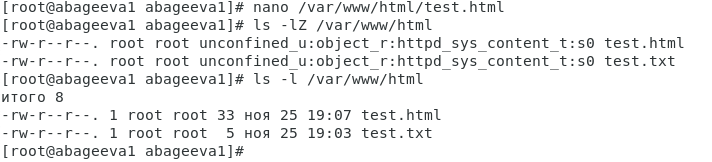 [root@abageeva1 abageeva1]# nano /var/www/html/test.html
[root@abageeva1 abageeva1]# ls -lZ /var/www/html
-rw-r--r--. root root unconfined_u:object_r:httpd_sys_content_t:s0 test.html
-rw-r--r--. root root unconfined_u:object_r:httpd_sys_content_t:s0 test.txt
[root@abageeva1 abageeva1]# ls -l /var/www/html
итого 8
-rw-r--r--. 1 root root 33 ноя 25 19:07 test.html
-rw-r--r--. 1 root root  5 ноя 25 19:03 test.txt
[root@abageeva1 abageeva1]#